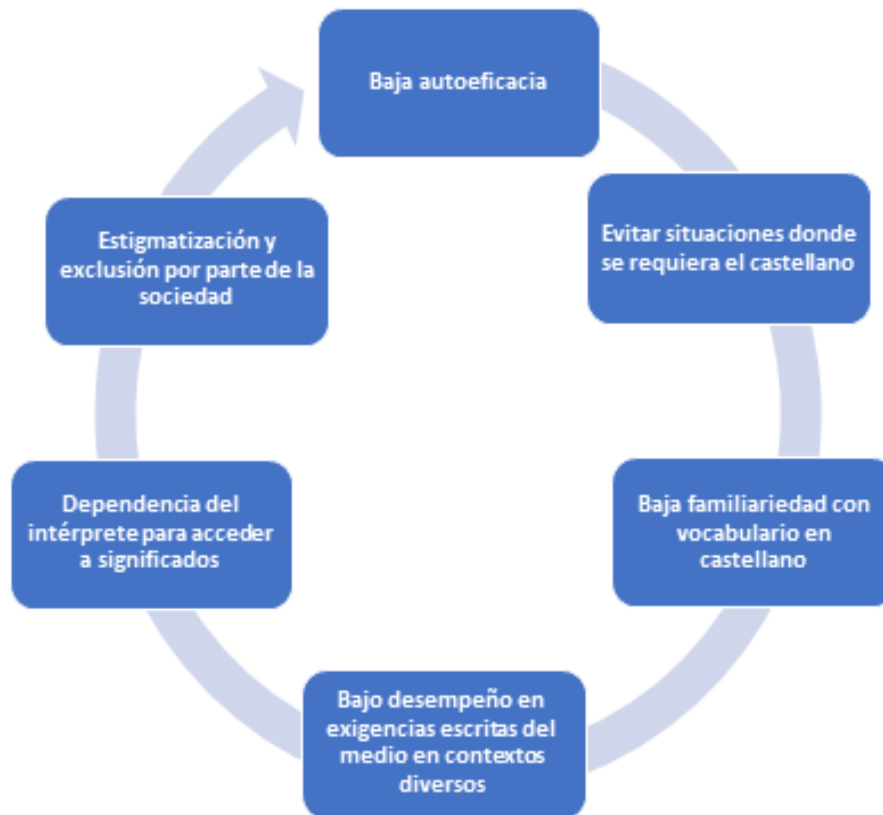 Baja autoeficacia
Evitar situaciones donde
se requiera el castellano
Baja familiariedad con
vocabulario en
castellano
Bajo desempeño en
exigencias escritas del
medio en contextos
diversos
Dependencia del
intérprete para acceder
a significados
Estigmatización y
exclusión por parte de la
sociedad